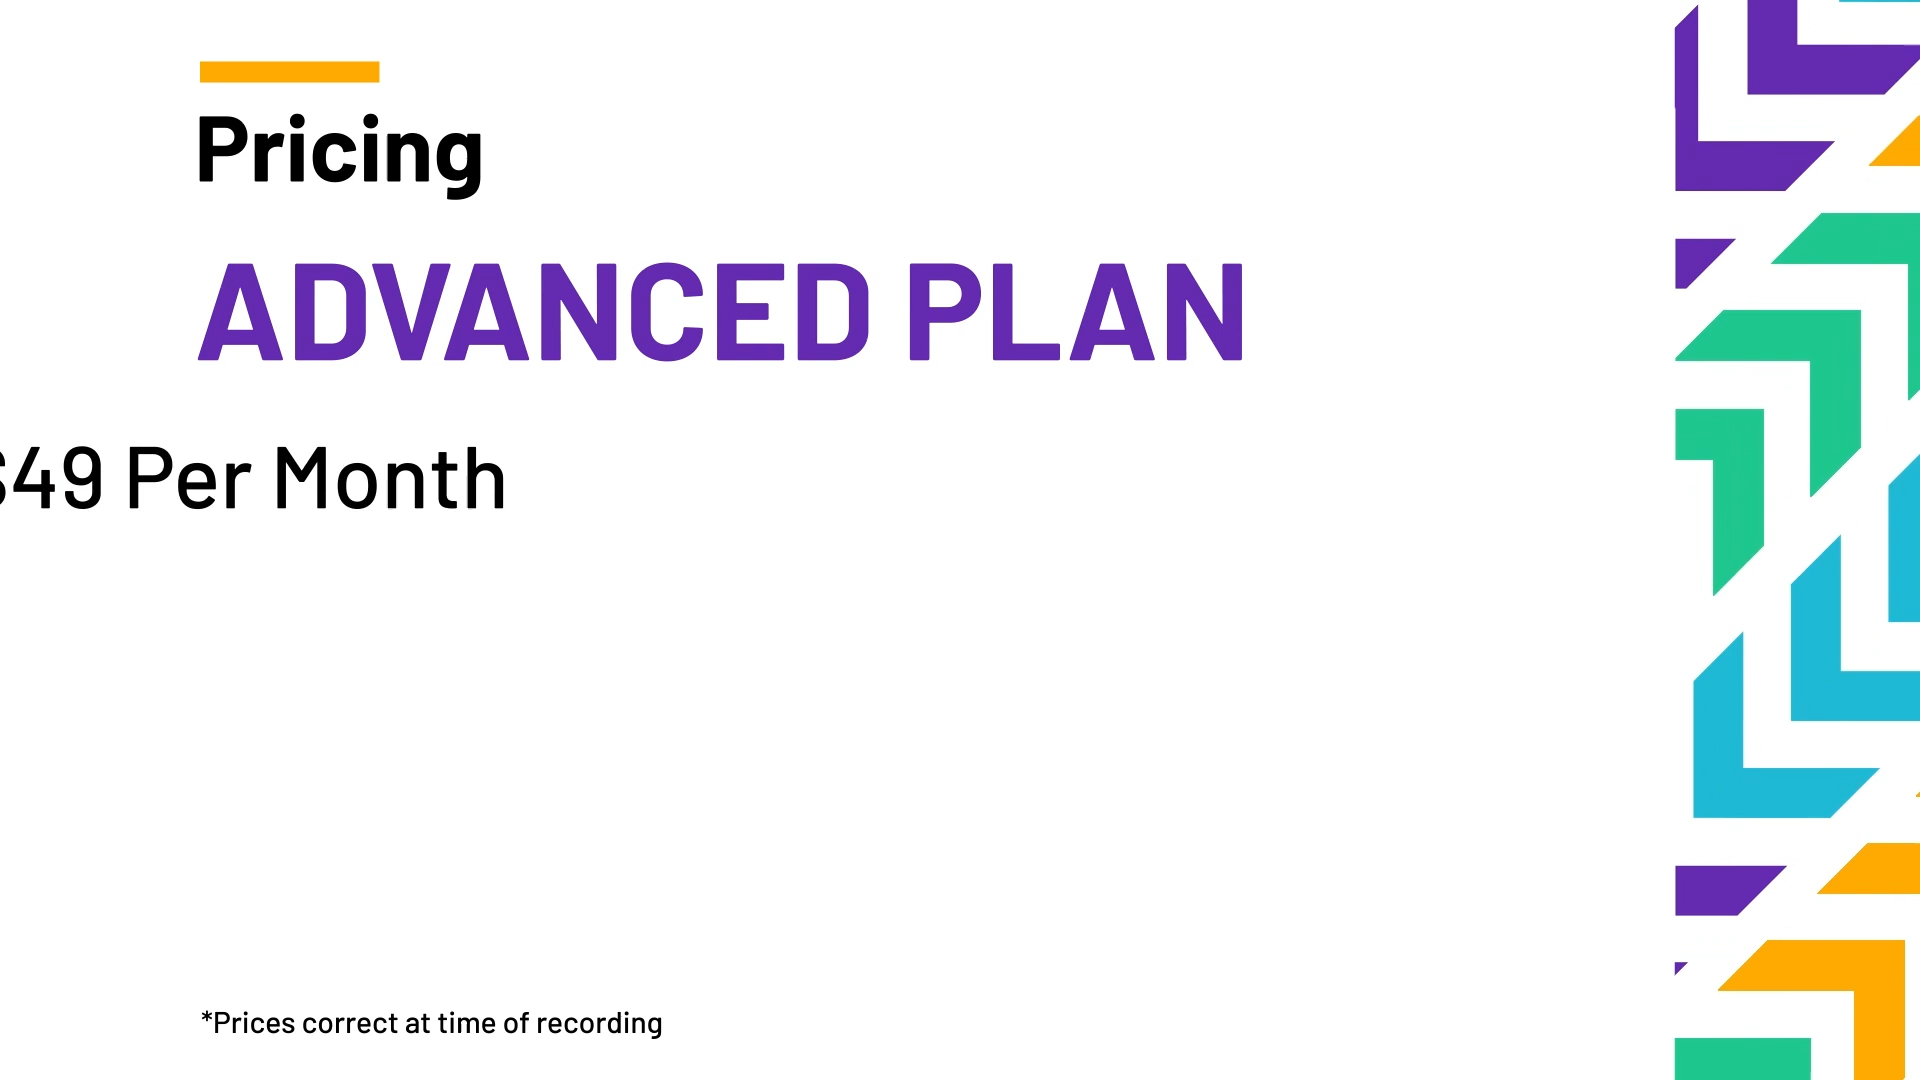 Pricing
ADVANCED PLAN
$49 Per Month
*Prices correct at time of recording